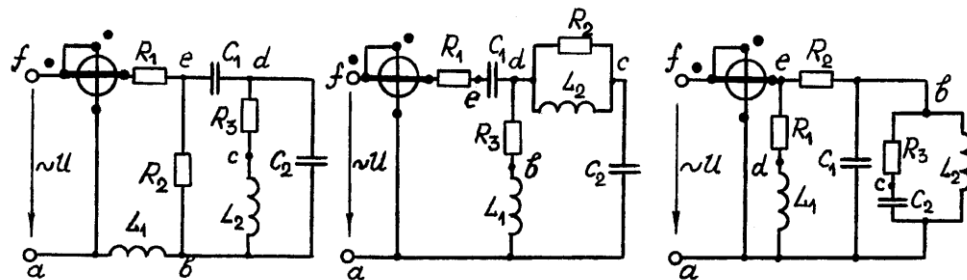 f R₁ e C₁ d
R₃
~U R₂ c C₂
L₂
L₁
a b
R₂
f R₁ C₁ d c
e L₂
R₃
~U b C₂
L₁
a
f e R₂ b
R₁ R₃
~U d C₁ c L₂
L₁ C₂
a